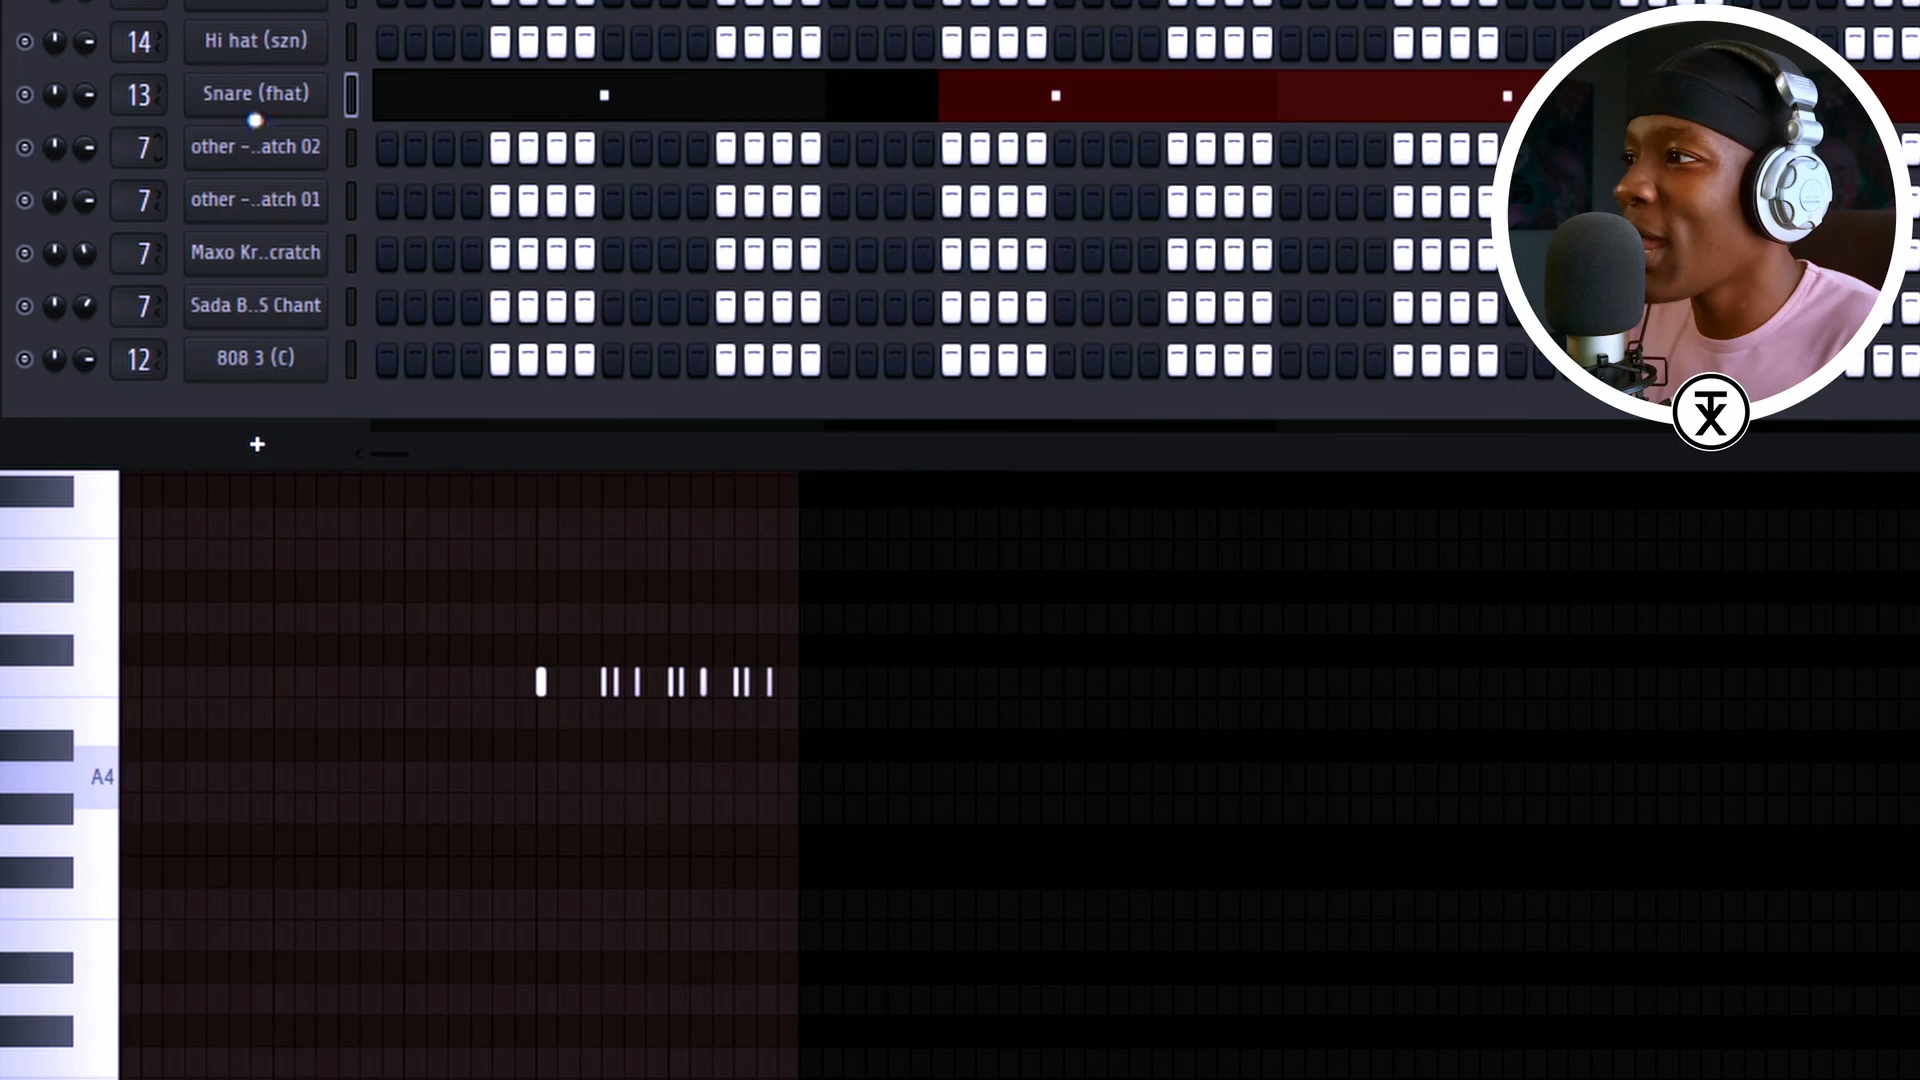 14 Hi hat (szn)
13 Snare (fhat)
7 other -..atch 02
7 other -..atch 01
7 Maxo Kr..cratch
7 Sada B..S Chant
12 808 3 (C)
+
A4